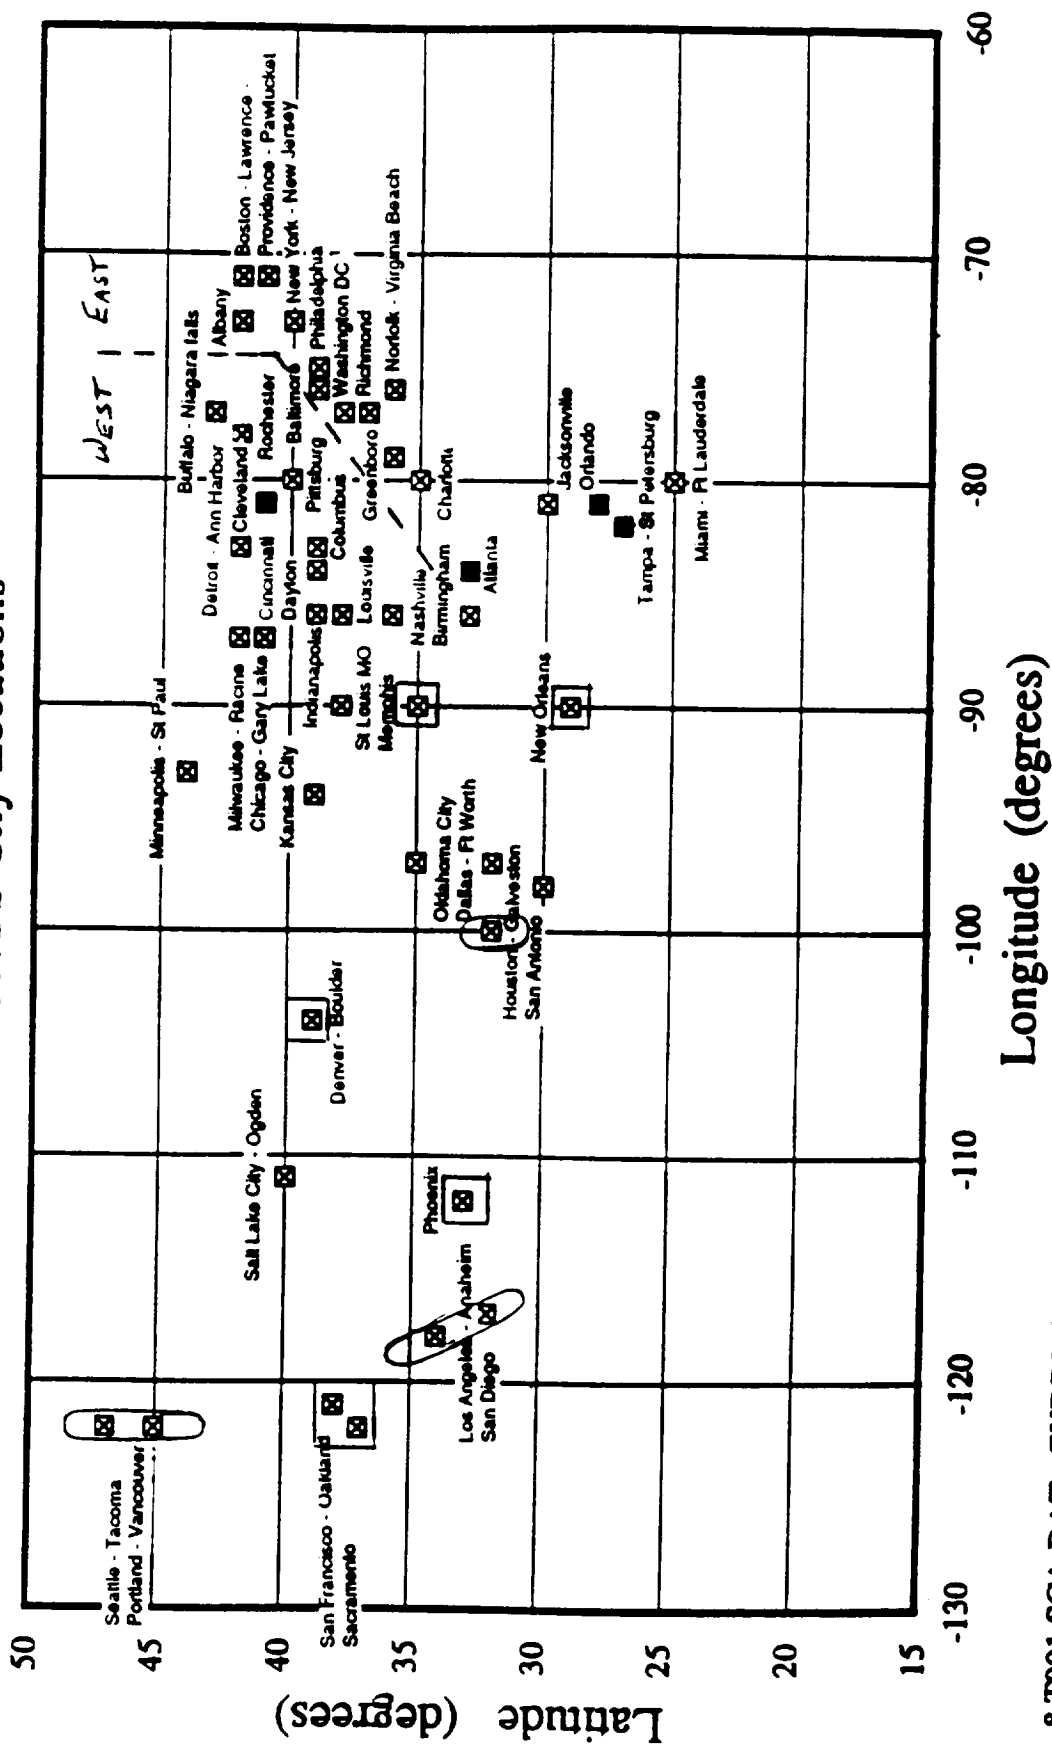 50
45
40
35
30
25
20
15
Latitude (degrees)
-130
-120
-110
-100
-90
-80
-70
-60
Longitude (degrees)
WEST | EAST
Seattle - Tacoma
Portland - Vancouver
San Francisco - Oakland
Sacramento
Los Angeles - Anaheim
San Diego
Phoenix
Salt Lake City - Ogden
Denver - Boulder
Houston - Galveston
San Antonio
Oklahoma City
Dallas - Ft Worth
New Orleans
Minneapolis - St Paul
Milwaukee - Racine
Chicago - Gary Lake
Kansas City
Indianapolis
St Louis MO
Memphis
Detroit - Ann Harbor
Cleveland
Cincinnati
Dayton
Columbus
Louisville
Nashville
Birmingham
Atlanta
Buffalo - Niagara falls
Rochester
Pittsburg
Greenboro
Charlotte
Albany
Baltimore
Boston - Lawrence -
Providence - Pawtucket
New York - New Jersey
Philadelphia
Washington DC
Richmond
Norfolk - Virginia Beach
Jacksonville
Orlando
Tampa - St Petersburg
Miami - Ft Lauderdale